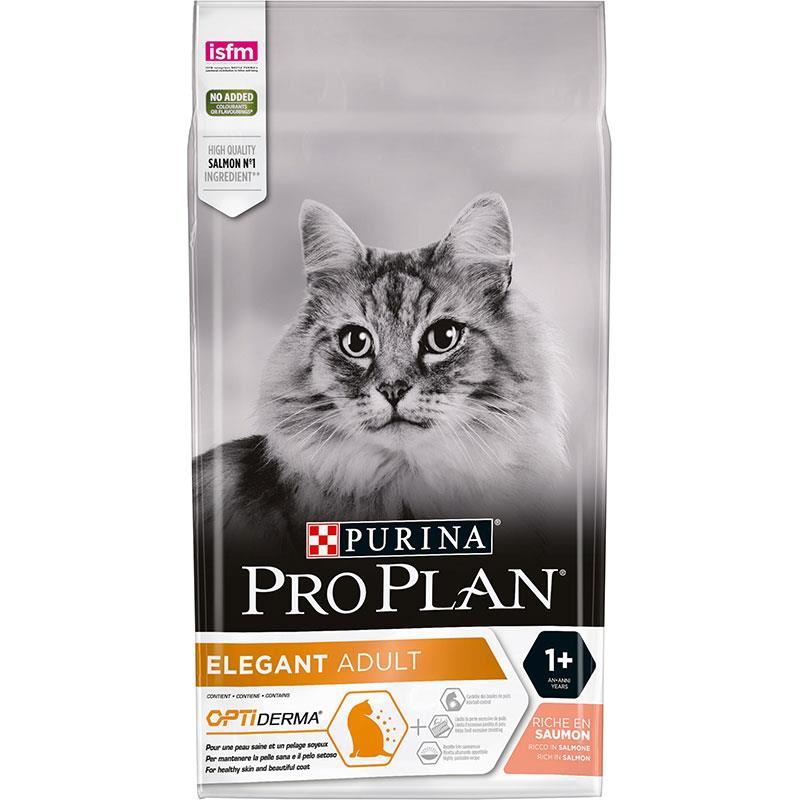 isfm
NO ADDED
COLOURANTS
OR FLAVOURINGS*
HIGH QUALITY
SALMON Nº1
INGREDIENT**
PURINA®
PRO PLAN®
ELEGANT ADULT
1+
AN•ANNI
YEARS
CONTIENT • CONTIENE • CONTAINS
OPTIDERMA®
Pour une peau saine et un pelage soyeux
Per mantenere la pelle sana e il pelo setoso
For healthy skin and beautiful coat
+
RICHE EN
SAUMON
RICCO IN SALMONE
RICH IN SALMON